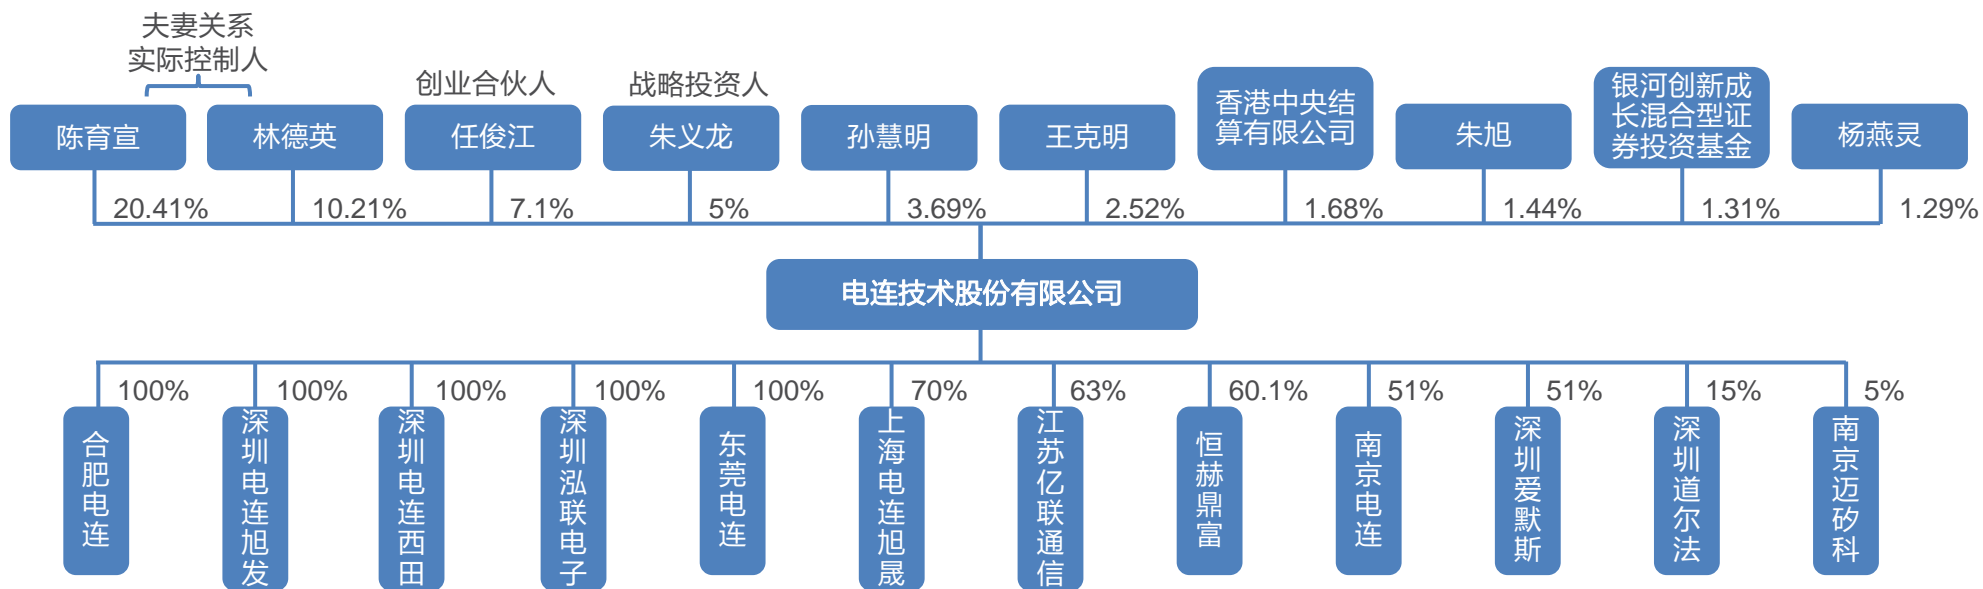 夫妻关系
实际控制人
创业合伙人
战略投资人
陈育宣
林德英
任俊江
朱义龙
孙慧明
王克明
香港中央结
算有限公司
朱旭
银河创新成
长混合型证
券投资基金
杨燕灵
20.41%
10.21%
7.1%
5%
3.69%
2.52%
1.68%
1.44%
1.31%
1.29%
电连技术股份有限公司
100%
100%
100%
100%
100%
70%
63%
60.1%
51%
51%
15%
5%
合肥电连
深圳电连旭发
深圳电连西田
深圳泓联电子
东莞电连
上海电连旭晟
江苏亿联通信
恒赫鼎富
南京电连
深圳爱默斯
深圳道尔法
南京迈矽科